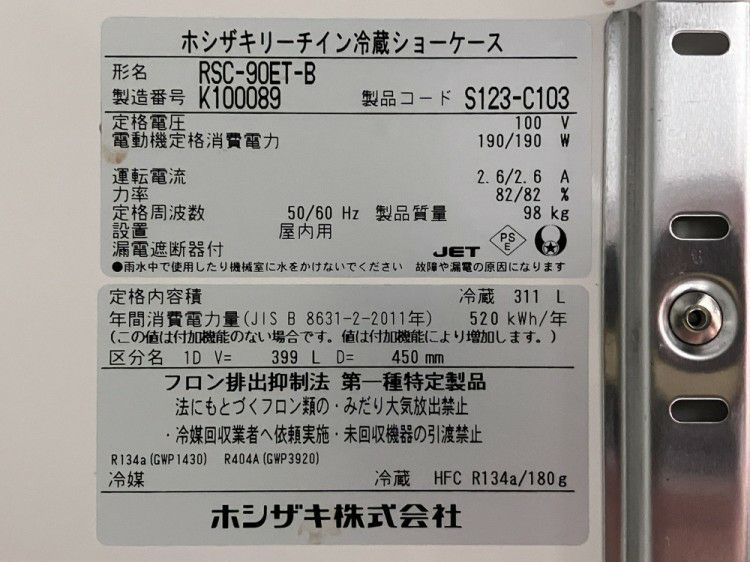 ホシザキリーチイン冷蔵ショーケース
形名 RSC-90ET-B
製造番号 K100089 製品コード S123-C103
定格電圧 100 V
電動機定格消費電力 190/190 W
運転電流 2.6/2.6 A
力率 82/82 %
定格周波数 50/60 Hz 製品質量 98 kg
設置 屋内用
漏電遮断器付 JET PSE
●雨水中で使用したり機械室に水をかけないでください 故障や漏電の原因になります
定格内容積 冷蔵 311 L
年間消費電力量(JIS B 8631-2-2011年) 520 kWh/年
(この値は付加機能のない場合です。値は付加機能により増加します。)
区分名 1D V= 399 L D= 450 mm
フロン排出抑制法 第一種特定製品
法にもとづくフロン類の・みだり大気放出禁止
・冷媒回収業者へ依頼実施・未回収機器の引渡禁止
R134a(GWP1430) R404A(GWP3920)
冷媒 冷蔵 HFC R134a/180g
ホシザキ株式会社